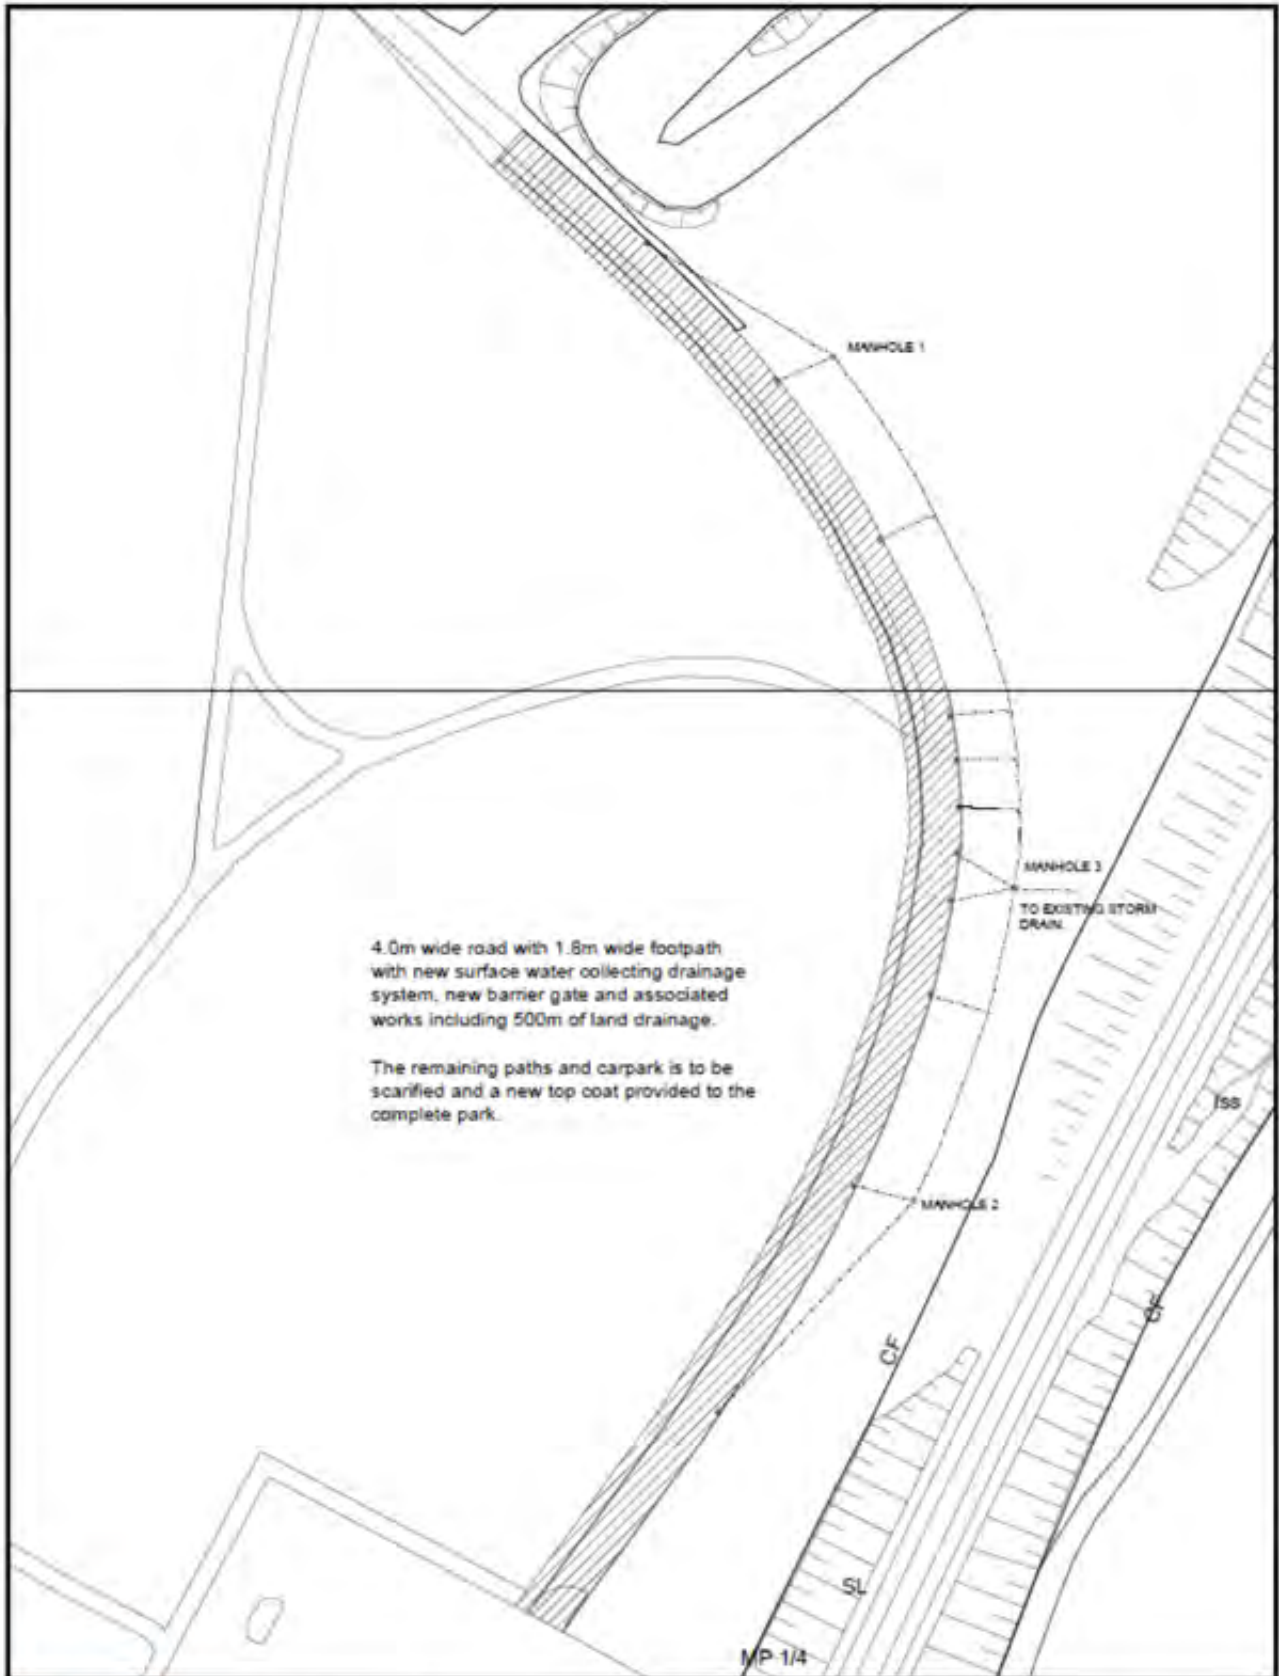 MANHOLE 1
MANHOLE 3
TO EXISTING STORM
DRAIN.
4.0m wide road with 1.8m wide footpath
with new surface water collecting drainage
system, new barrier gate and associated
works including 500m of land drainage.
The remaining paths and carpark is to be
scarified and a new top coat provided to the
complete park.
Iss
MANHOLE 2
CF
CF
SL
MP 1/4